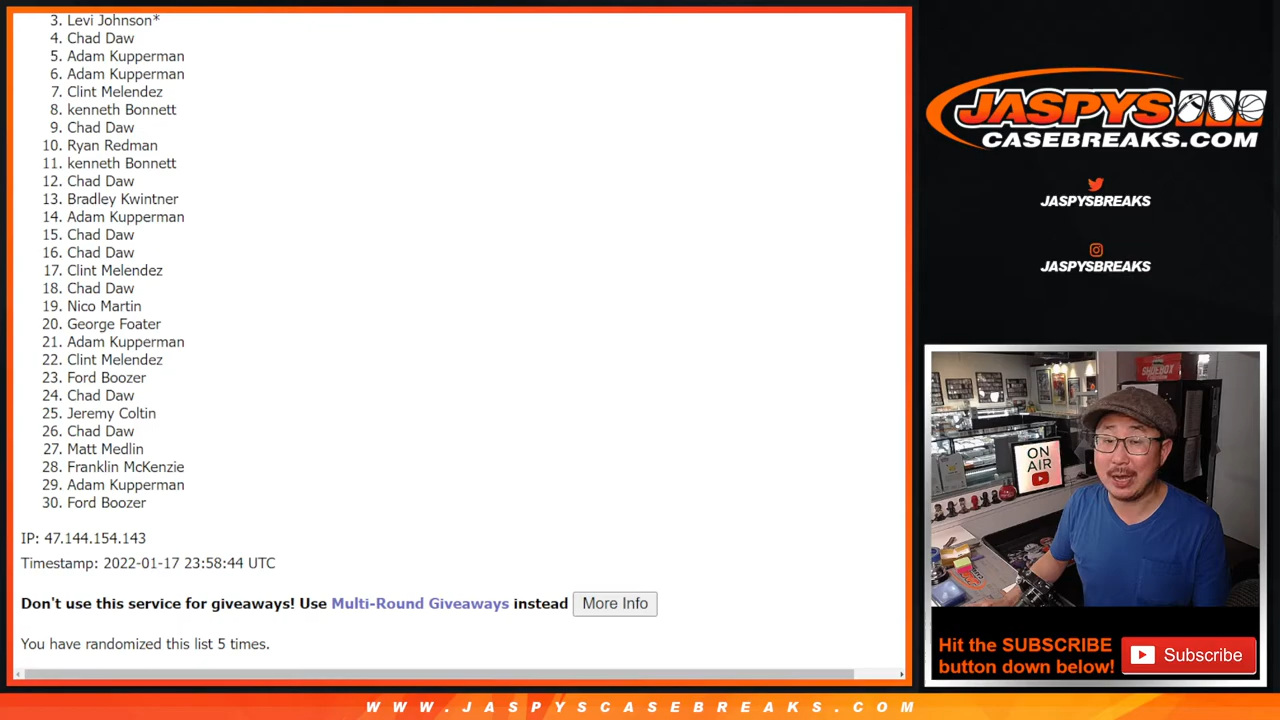 3. Levi Johnson*
4. Chad Daw
5. Adam Kupperman
6. Adam Kupperman
7. Clint Melendez
8. kenneth Bonnett
9. Chad Daw
10. Ryan Redman
11. kenneth Bonnett
12. Chad Daw
13. Bradley Kwintner
14. Adam Kupperman
15. Chad Daw
16. Chad Daw
17. Clint Melendez
18. Chad Daw
19. Nico Martin
20. George Foater
21. Adam Kupperman
22. Clint Melendez
23. Ford Boozer
24. Chad Daw
25. Jeremy Coltin
26. Chad Daw
27. Matt Medlin
28. Franklin McKenzie
29. Adam Kupperman
30. Ford Boozer
IP: 47.144.154.143
Timestamp: 2022-01-17 23:58:44 UTC
Don't use this service for giveaways! Use Multi-Round Giveaways instead More Info
You have randomized this list 5 times.
JASPYS
CASEBREAKS.COM
JASPYSBREAKS
JASPYSBREAKS
SHOEBOX
ON
AIR
Hit the SUBSCRIBE
button down below!
Subscribe
WWW.JASPYSCASEBREAKS.COM